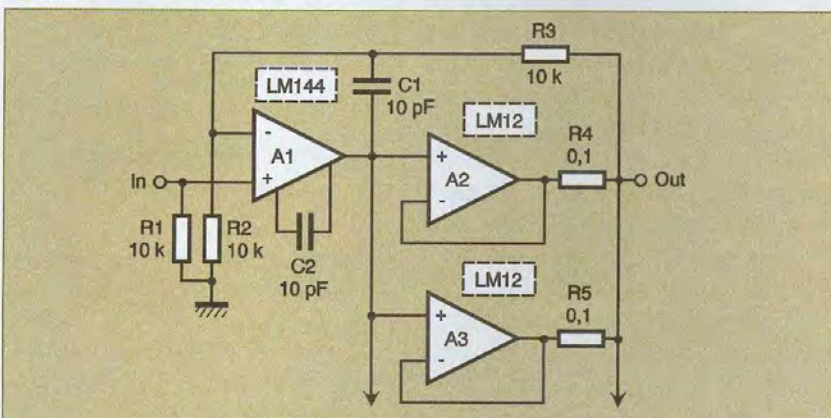 R3
10 k
LM144
C1
10 pF
LM12
R4
0,1
-
A1
+
In
+
A2
-
Out
R1
10 k
R2
10 k
C2
10 pF
LM12
R5
0,1
+
A3
-